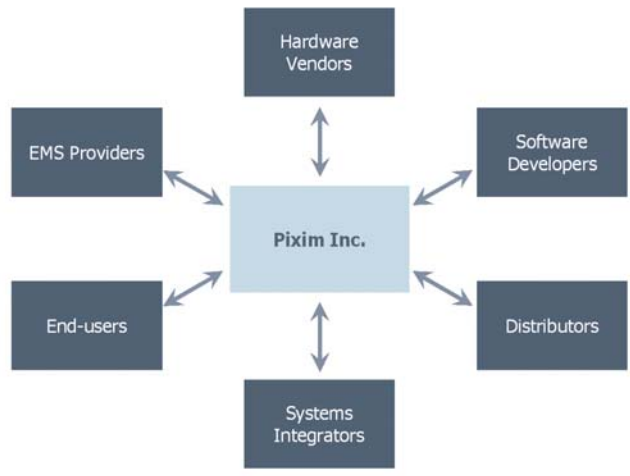 Hardware
Vendors
EMS Providers
Software
Developers
Pixim Inc.
End-users
Distributors
Systems
Integrators